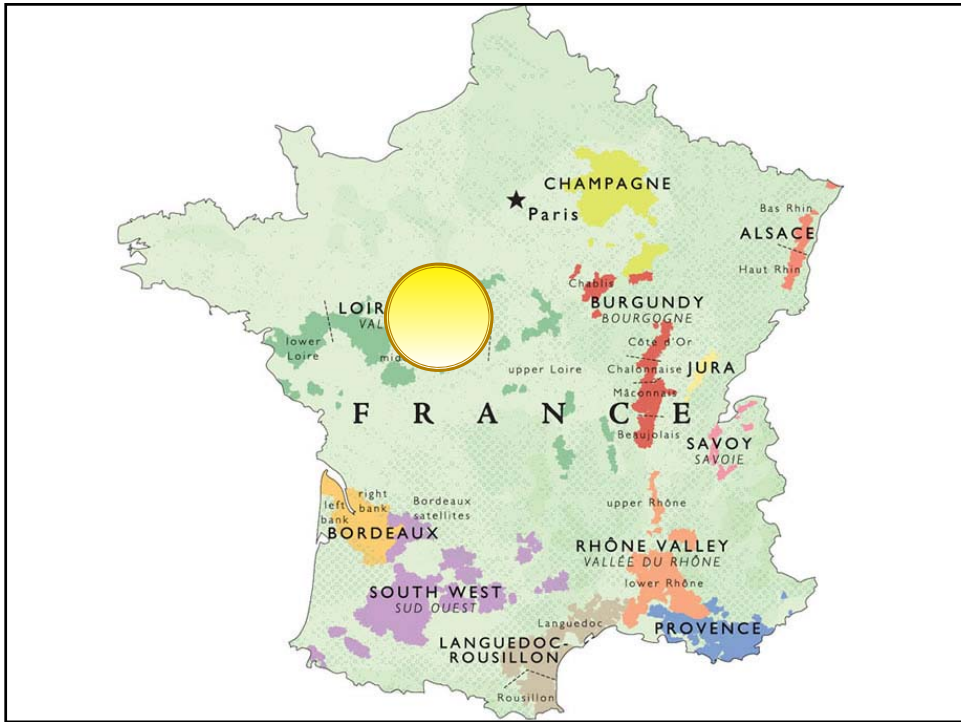 CHAMPAGNE
Paris
Bas Rhin
ALSACE
Haut Rhin
Chablis
BURGUNDY
BOURGOGNE
Côte d'Or
Chalonnaise
JURA
Mâconnais
Beaujolais
lower
Loire
upper Loire
FRANCE
SAVOY
SAVOIE
left
bank
right
bank
Bordeaux
satellites
BORDEAUX
upper Rhône
RHÔNE VALLEY
VALLÉE DU RHÔNE
lower Rhône
SOUTH WEST
SUD OUEST
Languedoc
PROVENCE
LANGUEDOC-
ROUSILLON
Rousillon